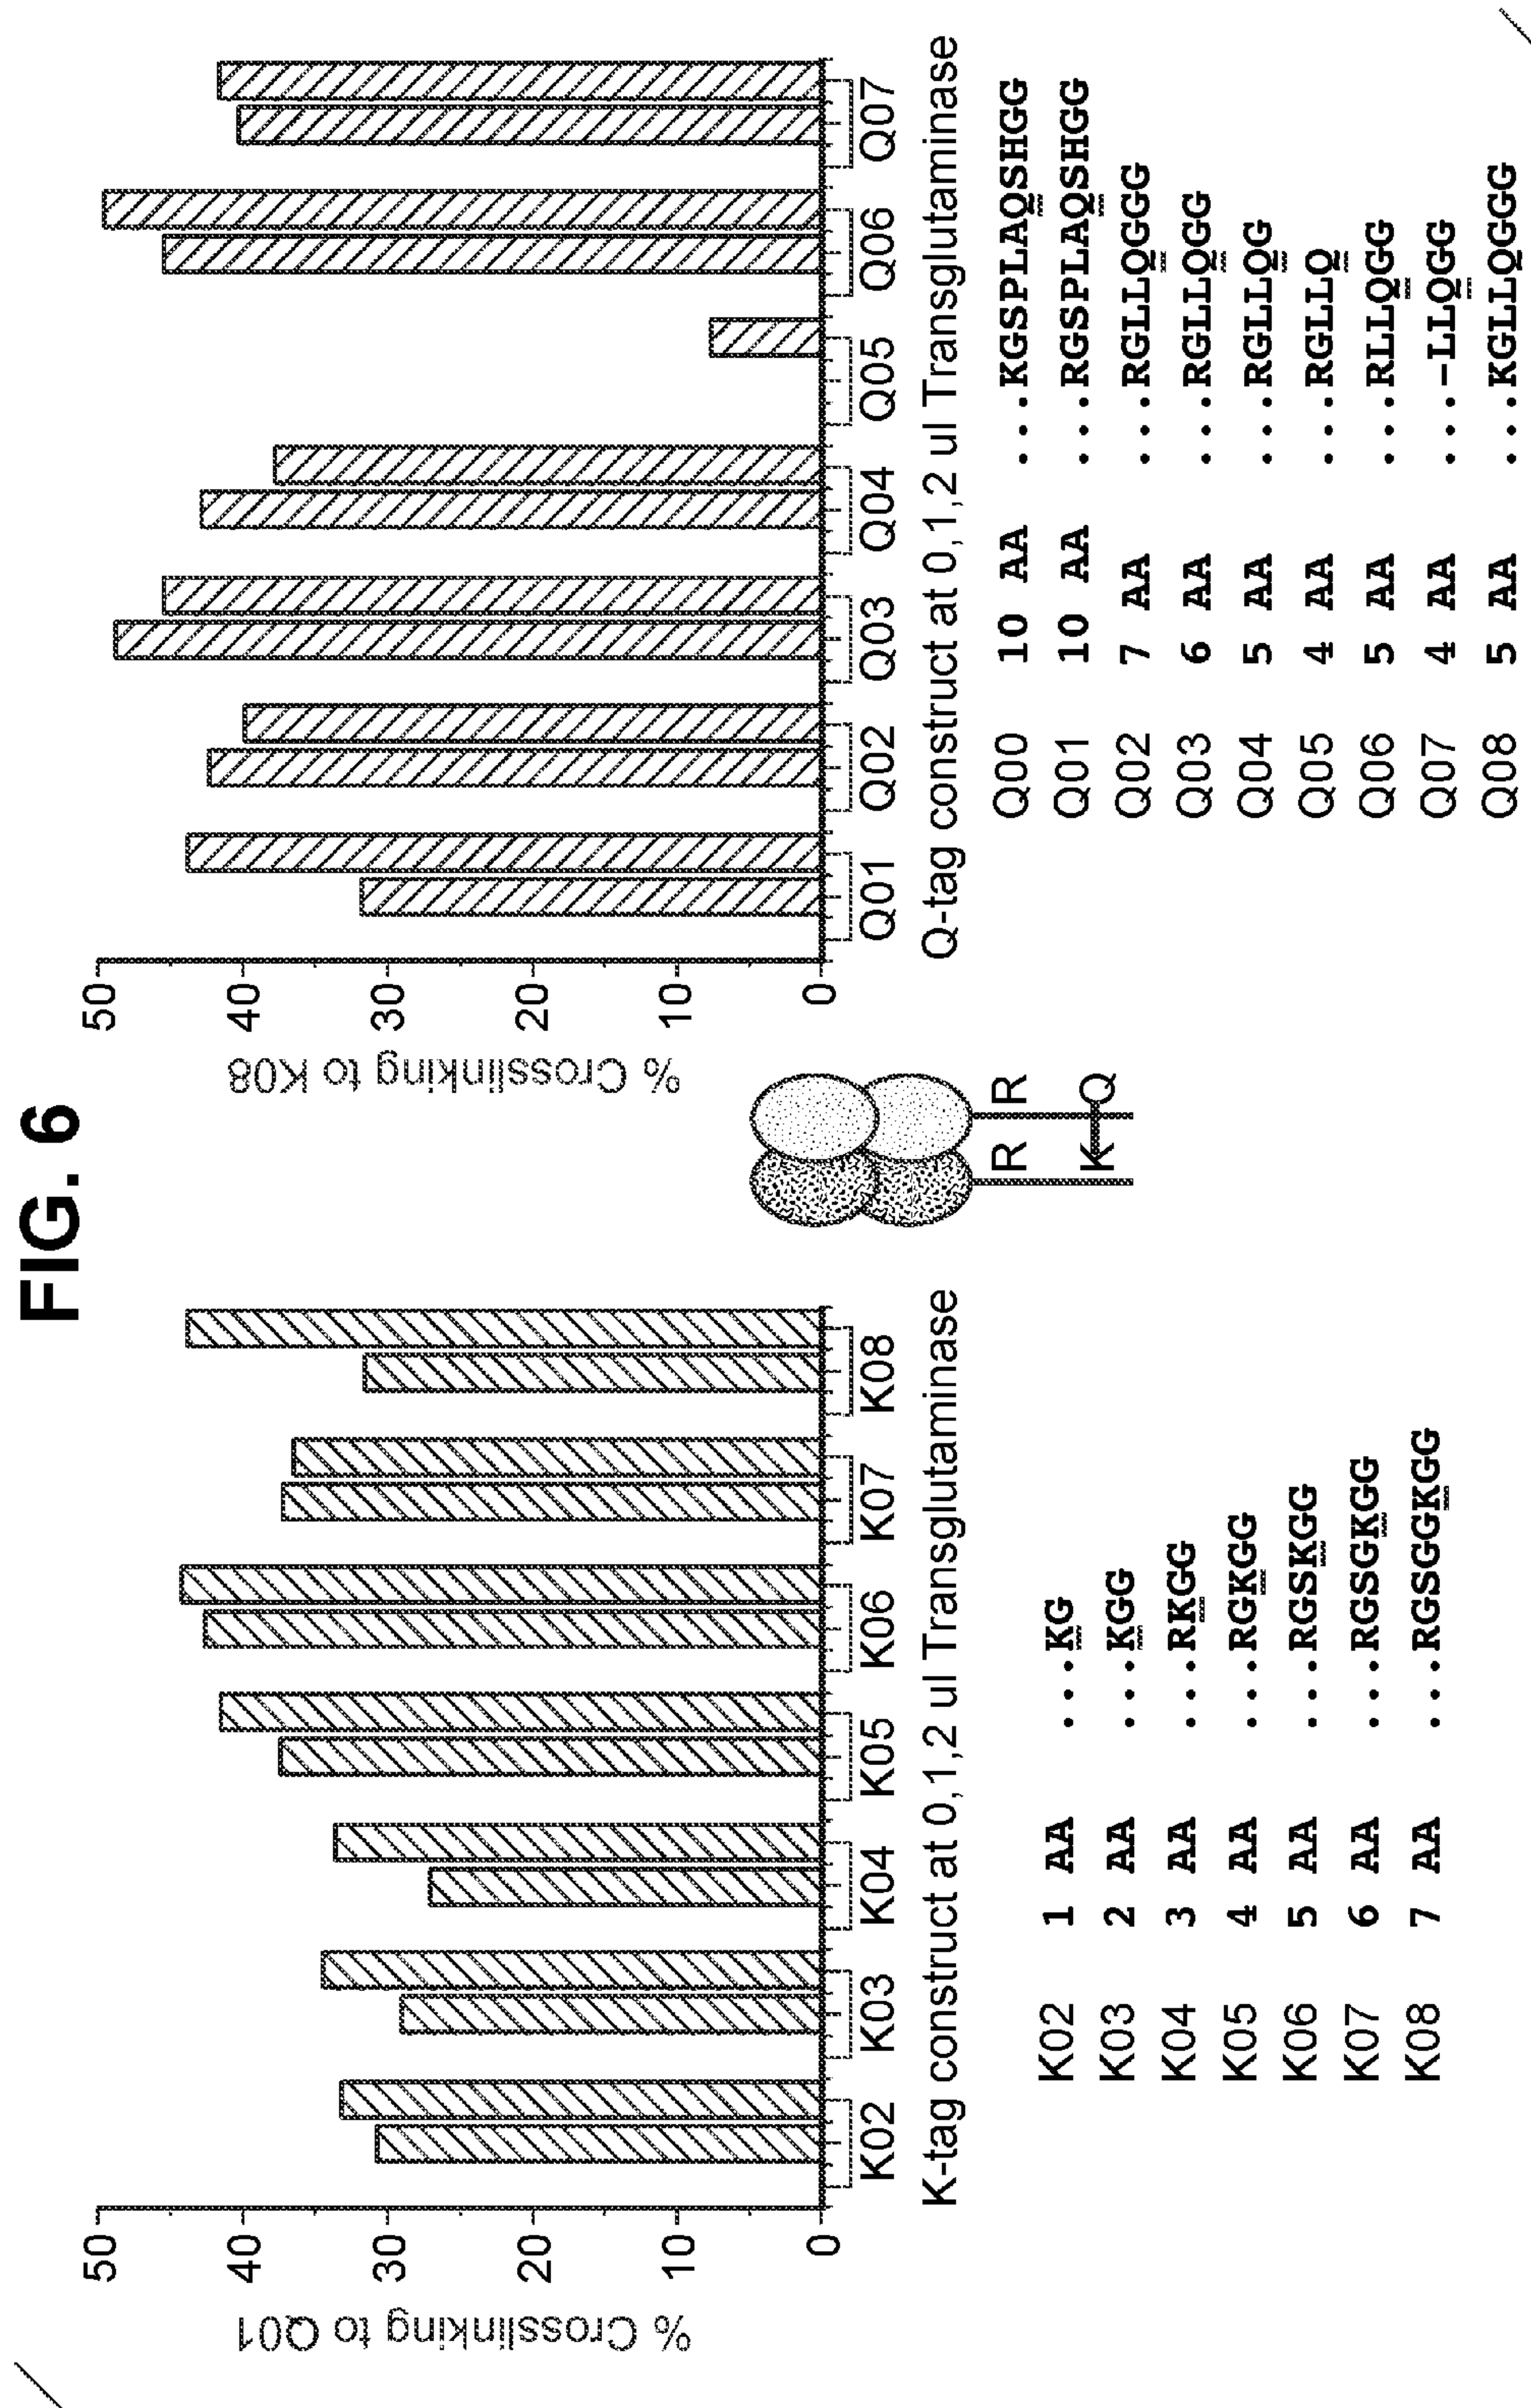 FIG. 6
% Crosslinking to Q01
50
40
30
20
10
0
K02 K03 K04 K05 K06 K07 K08
K-tag construct at 0,1,2 ul Transglutaminase
K02 1 AA ...KG
K03 2 AA ...KGG
K04 3 AA ...RKGG
K05 4 AA ...RGKGG
K06 5 AA ...RGSKGG
K07 6 AA ...RGSGKGG
K08 7 AA ...RGSGGKGG
R R
K Q
% Crosslinking to K08
50
40
30
20
10
0
Q01 Q02 Q03 Q04 Q05 Q06 Q07
Q-tag construct at 0,1,2 ul Transglutaminase
Q00 10 AA ...KGSPLAQSHGG
Q01 10 AA ...RGSPLAQSHGG
Q02 7 AA ...RGLLQGGG
Q03 6 AA ...RGLLQGG
Q04 5 AA ...RGLLQG
Q05 4 AA ...RGLLQ
Q06 5 AA ...RLLQGG
Q07 4 AA ...-LLQGG
Q08 5 AA ...KGLLQGGG